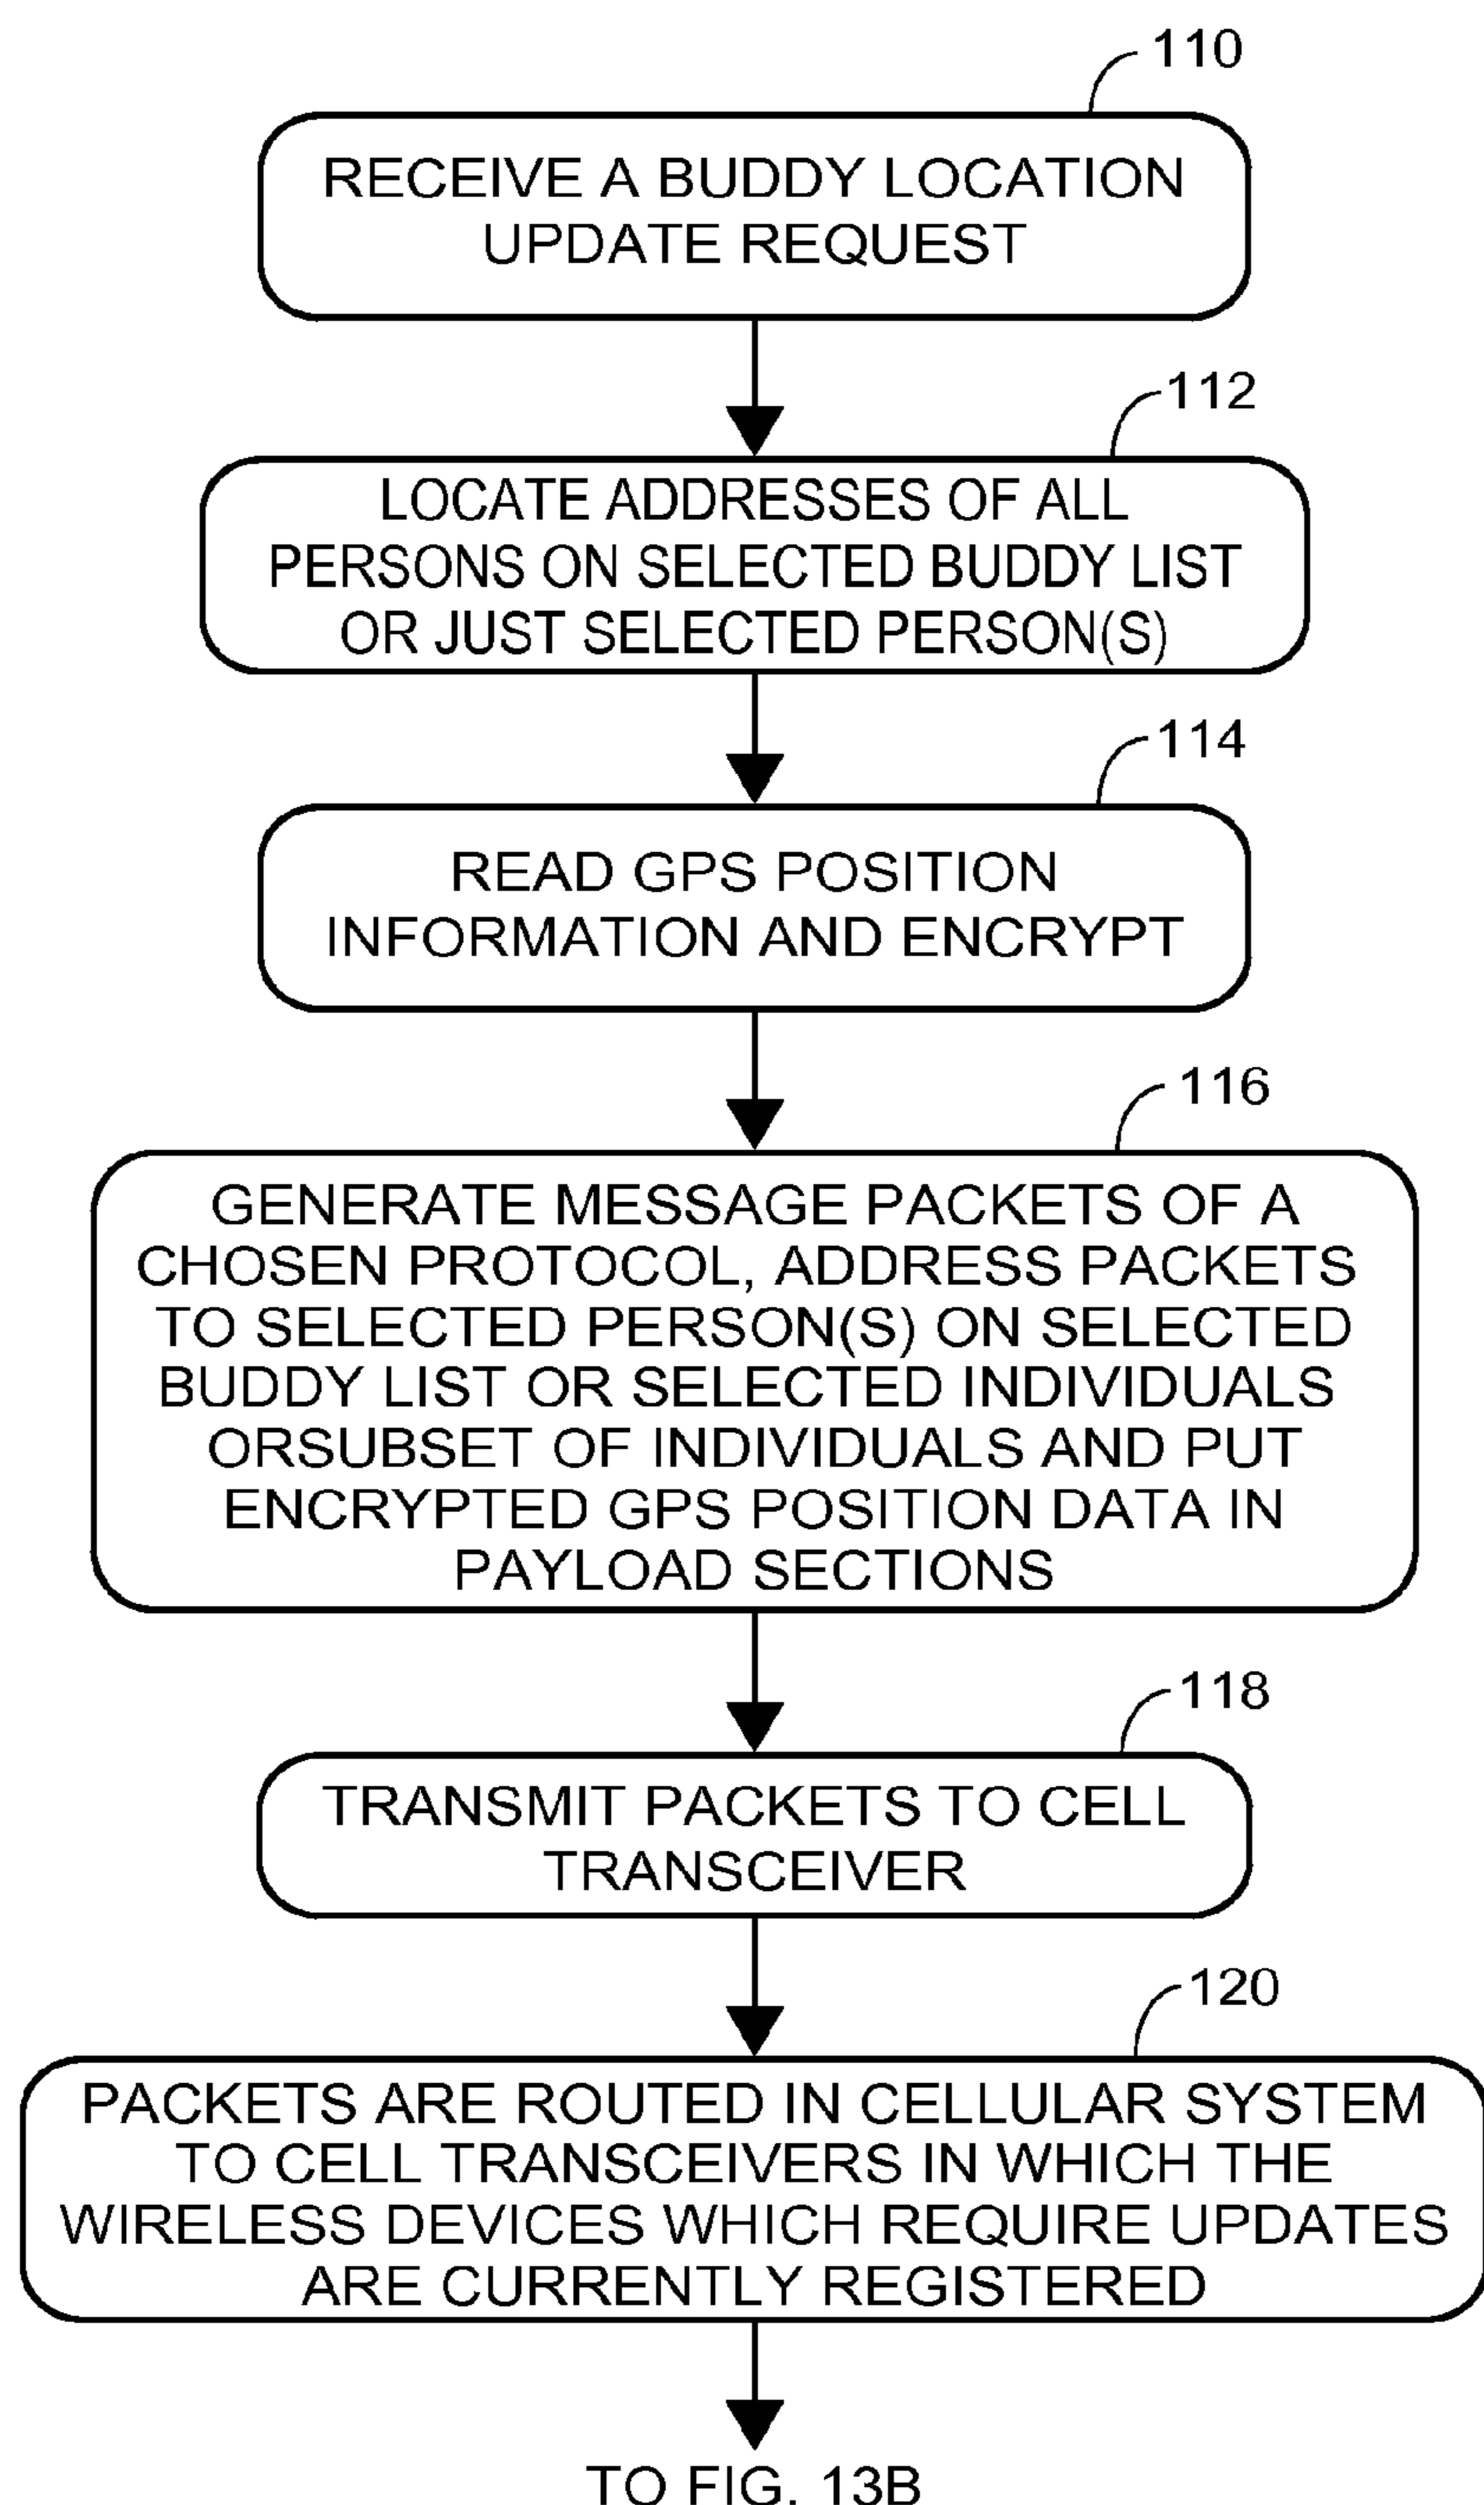 110
RECEIVE A BUDDY LOCATION
UPDATE REQUEST
112
LOCATE ADDRESSES OF ALL
PERSONS ON SELECTED BUDDY LIST
OR JUST SELECTED PERSON(S)
114
READ GPS POSITION
INFORMATION AND ENCRYPT
116
GENERATE MESSAGE PACKETS OF A
CHOSEN PROTOCOL, ADDRESS PACKETS
TO SELECTED PERSON(S) ON SELECTED
BUDDY LIST OR SELECTED INDIVIDUALS
ORSUBSET OF INDIVIDUALS AND PUT
ENCRYPTED GPS POSITION DATA IN
PAYLOAD SECTIONS
118
TRANSMIT PACKETS TO CELL
TRANSCEIVER
120
PACKETS ARE ROUTED IN CELLULAR SYSTEM
TO CELL TRANSCEIVERS IN WHICH THE
WIRELESS DEVICES WHICH REQUIRE UPDATES
ARE CURRENTLY REGISTERED
TO FIG. 13B